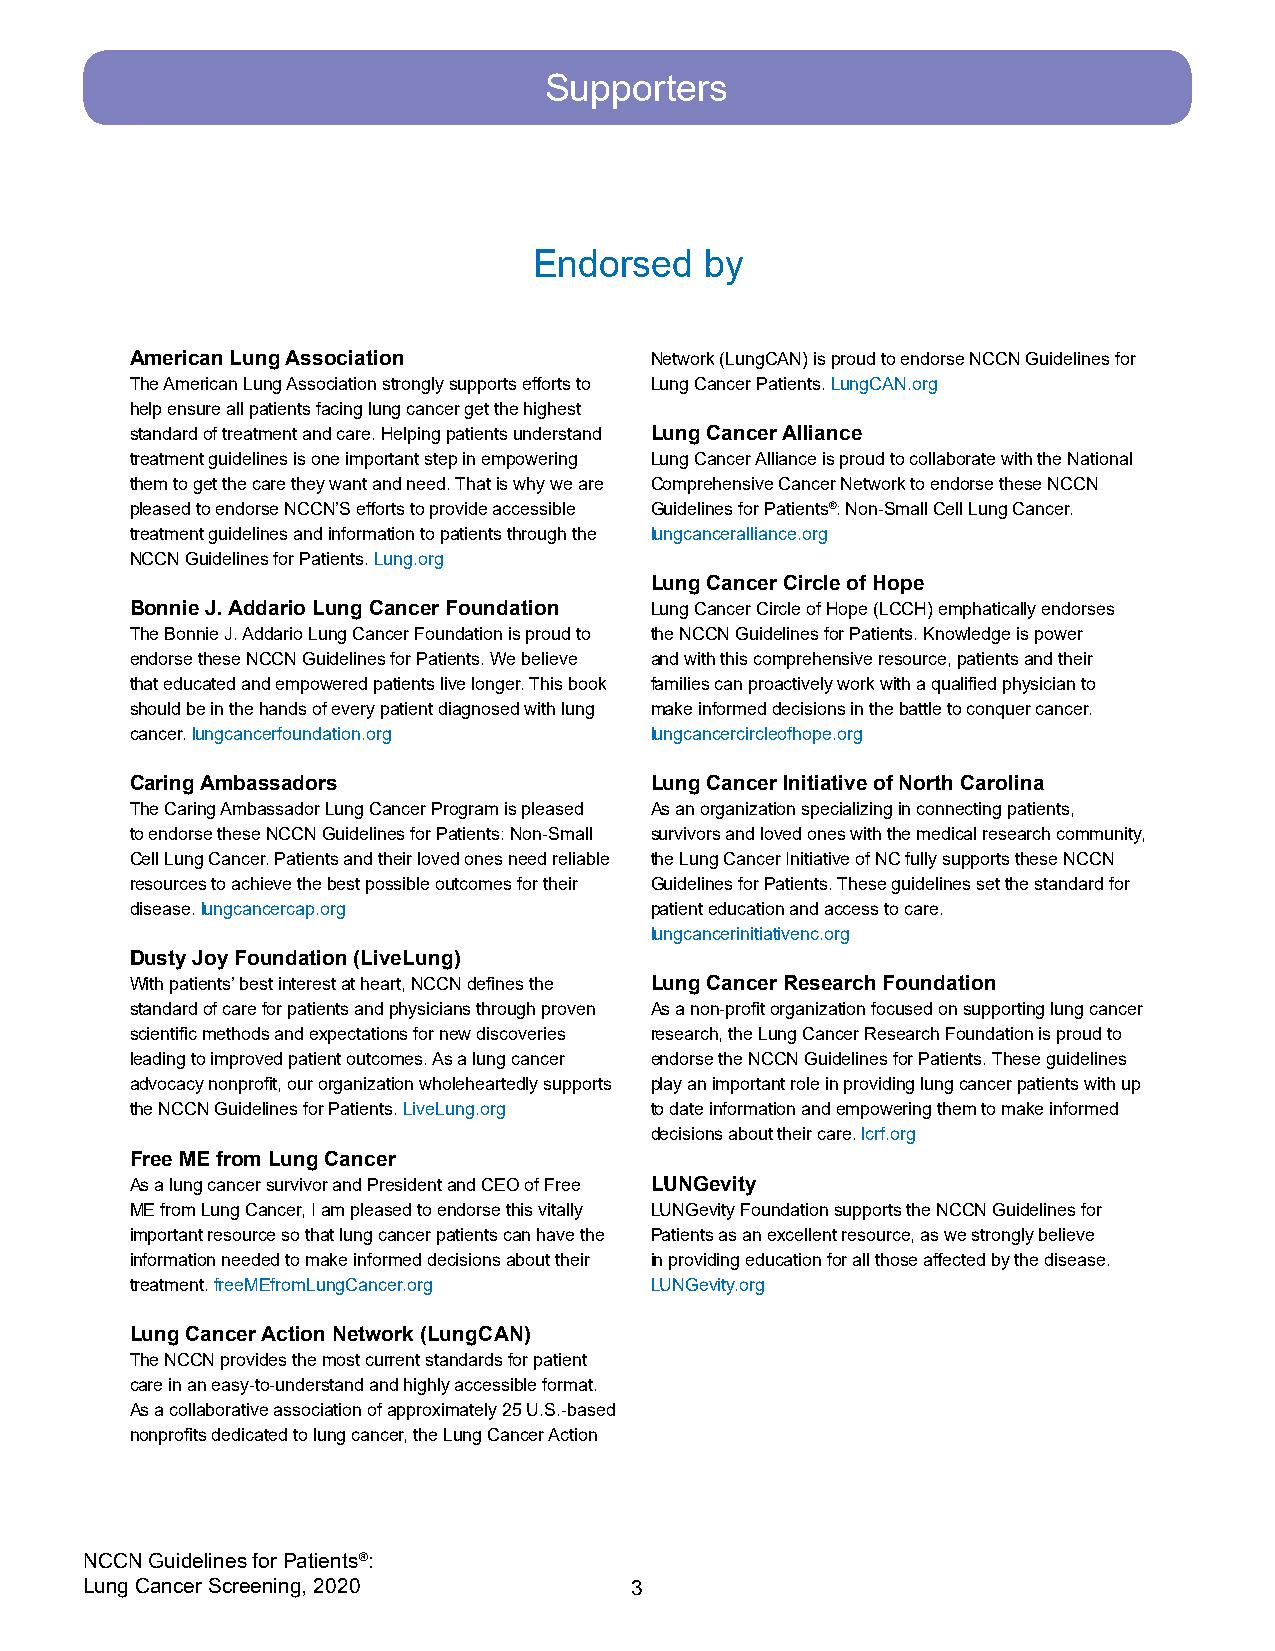 Supporters
Endorsed by
American Lung Association
The American Lung Association strongly supports efforts to
help ensure all patients facing lung cancer get the highest
standard of treatment and care. Helping patients understand
treatment guidelines is one important step in empowering
them to get the care they want and need. That is why we are
pleased to endorse NCCN’S efforts to provide accessible
treatment guidelines and information to patients through the
NCCN Guidelines for Patients. Lung.org
Bonnie J. Addario Lung Cancer Foundation
The Bonnie J. Addario Lung Cancer Foundation is proud to
endorse these NCCN Guidelines for Patients. We believe
that educated and empowered patients live longer. This book
should be in the hands of every patient diagnosed with lung
cancer. lungcancerfoundation.org
Caring Ambassadors
The Caring Ambassador Lung Cancer Program is pleased
to endorse these NCCN Guidelines for Patients: Non-Small
Cell Lung Cancer. Patients and their loved ones need reliable
resources to achieve the best possible outcomes for their
disease. lungcancercap.org
Dusty Joy Foundation (LiveLung)
With patients’ best interest at heart, NCCN defines the
standard of care for patients and physicians through proven
scientific methods and expectations for new discoveries
leading to improved patient outcomes. As a lung cancer
advocacy nonprofit, our organization wholeheartedly supports
the NCCN Guidelines for Patients. LiveLung.org
Free ME from Lung Cancer
As a lung cancer survivor and President and CEO of Free
ME from Lung Cancer, I am pleased to endorse this vitally
important resource so that lung cancer patients can have the
information needed to make informed decisions about their
treatment. freeMEfromLungCancer.org
Lung Cancer Action Network (LungCAN)
The NCCN provides the most current standards for patient
care in an easy-to-understand and highly accessible format.
As a collaborative association of approximately 25 U.S.-based
nonprofits dedicated to lung cancer, the Lung Cancer Action
Network (LungCAN) is proud to endorse NCCN Guidelines for
Lung Cancer Patients. LungCAN.org
Lung Cancer Alliance
Lung Cancer Alliance is proud to collaborate with the National
Comprehensive Cancer Network to endorse these NCCN
Guidelines for Patients®: Non-Small Cell Lung Cancer.
lungcanceralliance.org
Lung Cancer Circle of Hope
Lung Cancer Circle of Hope (LCCH) emphatically endorses
the NCCN Guidelines for Patients. Knowledge is power
and with this comprehensive resource, patients and their
families can proactively work with a qualified physician to
make informed decisions in the battle to conquer cancer.
lungcancercircleofhope.org
Lung Cancer Initiative of North Carolina
As an organization specializing in connecting patients,
survivors and loved ones with the medical research community,
the Lung Cancer Initiative of NC fully supports these NCCN
Guidelines for Patients. These guidelines set the standard for
patient education and access to care.
lungcancerinitiativenc.org
Lung Cancer Research Foundation
As a non-profit organization focused on supporting lung cancer
research, the Lung Cancer Research Foundation is proud to
endorse the NCCN Guidelines for Patients. These guidelines
play an important role in providing lung cancer patients with up
to date information and empowering them to make informed
decisions about their care. lcrf.org
LUNGevity
LUNGevity Foundation supports the NCCN Guidelines for
Patients as an excellent resource, as we strongly believe
in providing education for all those affected by the disease.
LUNGevity.org
NCCN Guidelines for Patients®:
Lung Cancer Screening, 2020
3